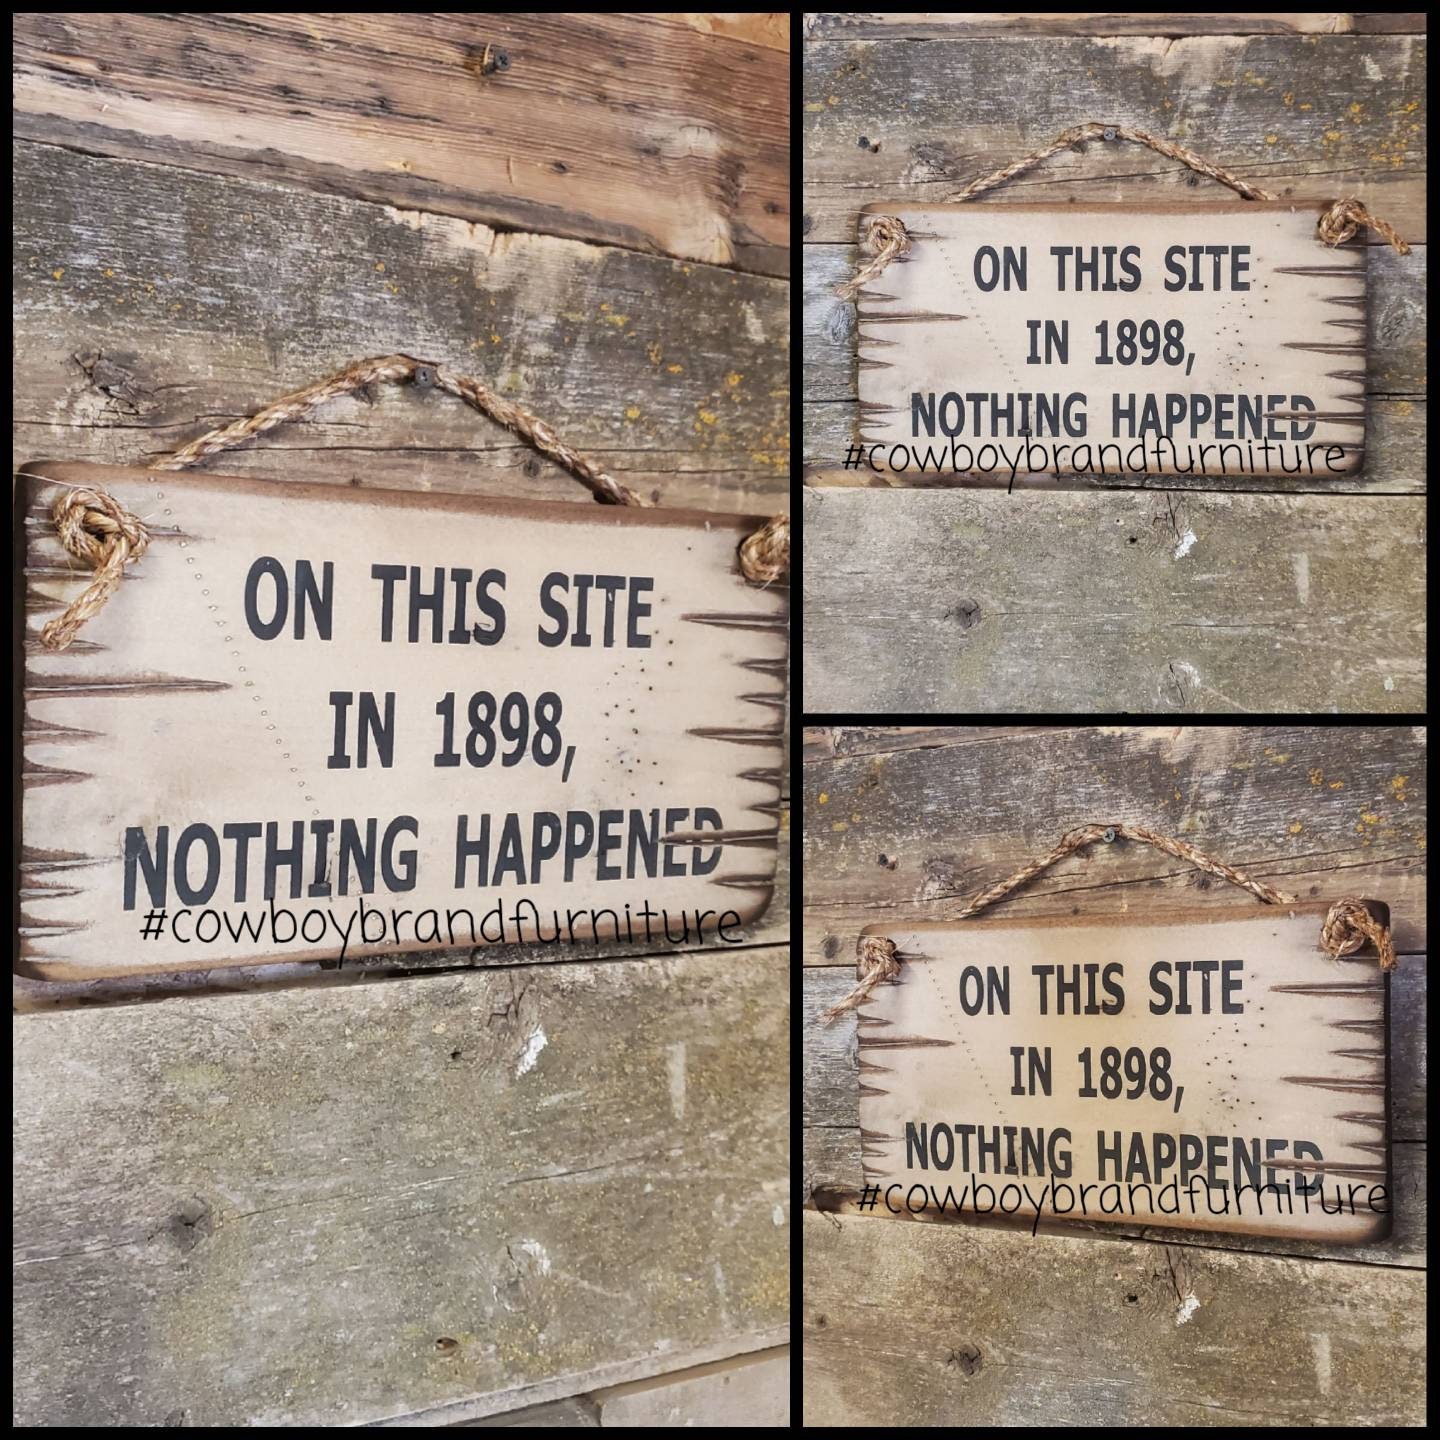 ON THIS SITE
IN 1898,
NOTHING HAPPENED
#cowboybrandfurniture
ON THIS SITE
IN 1898,
NOTHING HAPPENED
#cowboybrandfurniture
ON THIS SITE
IN 1898,
NOTHING HAPPENED
#cowboybrandfurniture